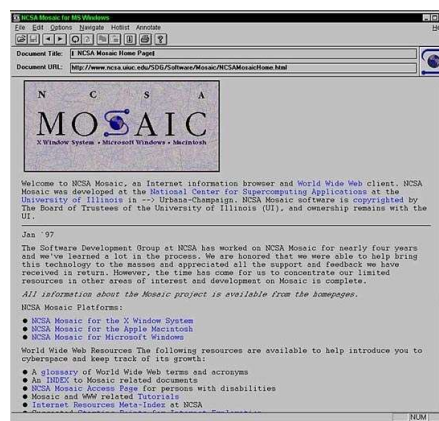 NCSA Mosaic for MS Windows
File Edit Options Navigate Hotlist Annotate
Document Title: NCSA Mosaic Home Page
Document URL: http://www.ncsa.uiuc.edu/SDG/Software/Mosaic/NCSAMosaicHome.html
N C S A
MOSAIC
X Window System • Microsoft Windows • Macintosh
Welcome to NCSA Mosaic, an Internet information browser and World Wide Web client. NCSA
Mosaic was developed at the National Center for Supercomputing Applications at the
University of Illinois in --> Urbana-Champaign. NCSA Mosaic software is copyrighted by
The Board of Trustees of the University of Illinois (UI), and ownership remains with the
UI.
Jan '97
The Software Development Group at NCSA has worked on NCSA Mosaic for nearly four years
and we've learned a lot in the process. We are honored that we were able to help bring
this technology to the masses and appreciated all the support and feedback we have
received in return. However, the time has come for us to concentrate our limited
resources in other areas of interest and development on Mosaic is complete.
All information about the Mosaic project is available from the homepages.
NCSA Mosaic Platforms:
● NCSA Mosaic for the X Window System
● NCSA Mosaic for the Apple Macintosh
● NCSA Mosaic for Microsoft Windows
World Wide Web Resources The following resources are available to help introduce you to
cyberspace and keep track of its growth:
● A glossary of World Wide Web terms and acronyms
● An INDEX to Mosaic related documents
● NCSA Mosaic Access Page for persons with disabilities
● Mosaic and WWW related Tutorials
● Internet Resources Meta-Index at NCSA
NUM